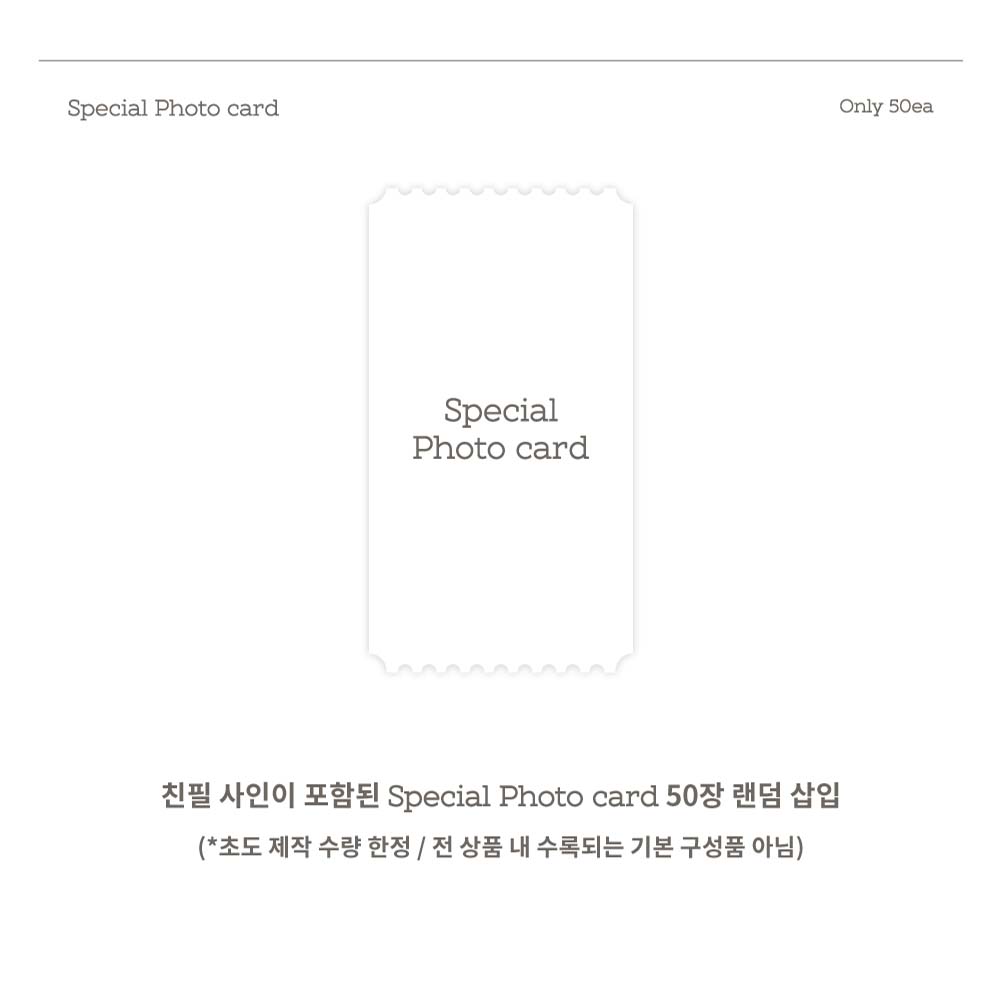 Special Photo card
Only 50ea
Special
Photo card
친필 사인이 포함된 Special Photo card 50장 랜덤 삽입
(*초도 제작 수량 한정 / 전 상품 내 수록되는 기본 구성품 아님)